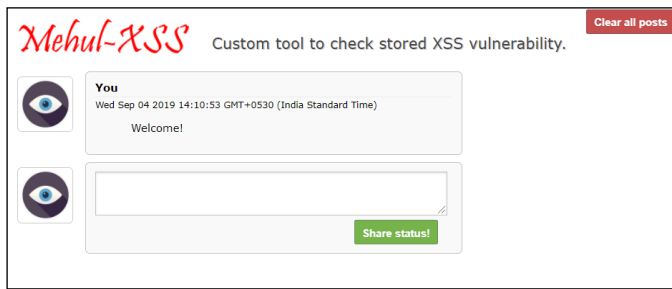 Clear all posts
Mehul-XSS Custom tool to check stored XSS vulnerability.
You
Wed Sep 04 2019 14:10:53 GMT+0530 (India Standard Time)
Welcome!
Share status!